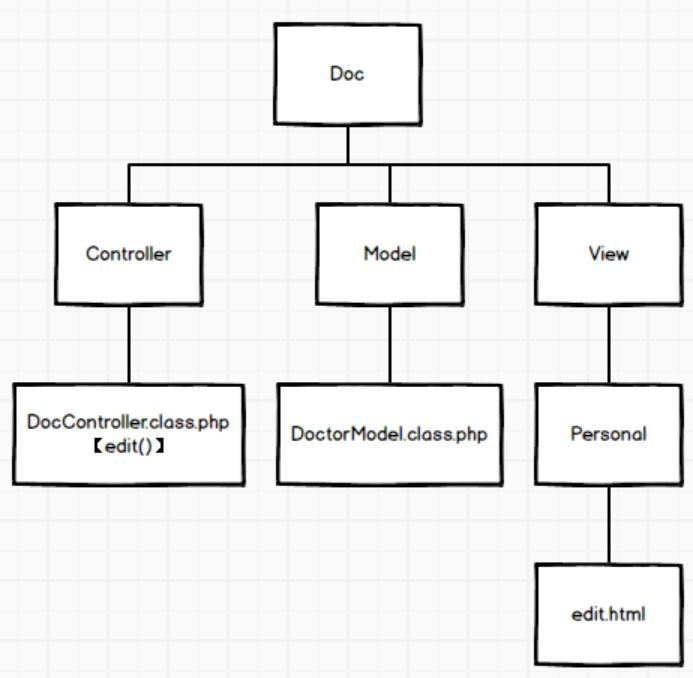 Doc
Controller
Model
View
DocController.class.php
【edit()】
DoctorModel.class.php
Personal
edit.html